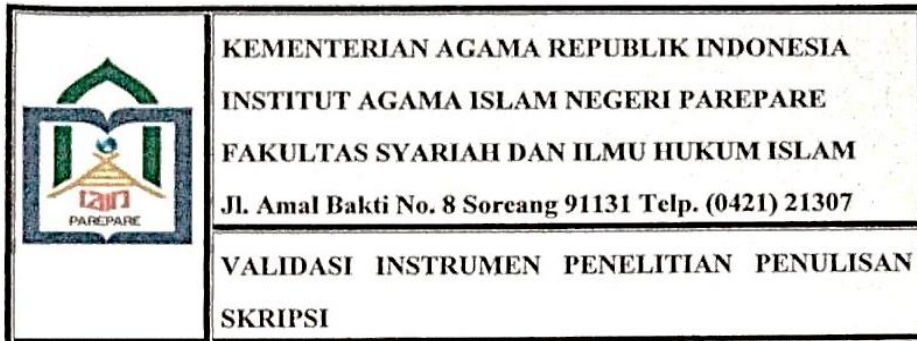 KEMENTERIAN AGAMA REPUBLIK INDONESIA
INSTITUT AGAMA ISLAM NEGERI PAREPARE
FAKULTAS SYARIAH DAN ILMU HUKUM ISLAM
Jl. Amal Bakti No. 8 Soreang 91131 Telp. (0421) 21307
VALIDASI INSTRUMEN PENELITIAN PENULISAN
SKRIPSI
iain
PAREPARE